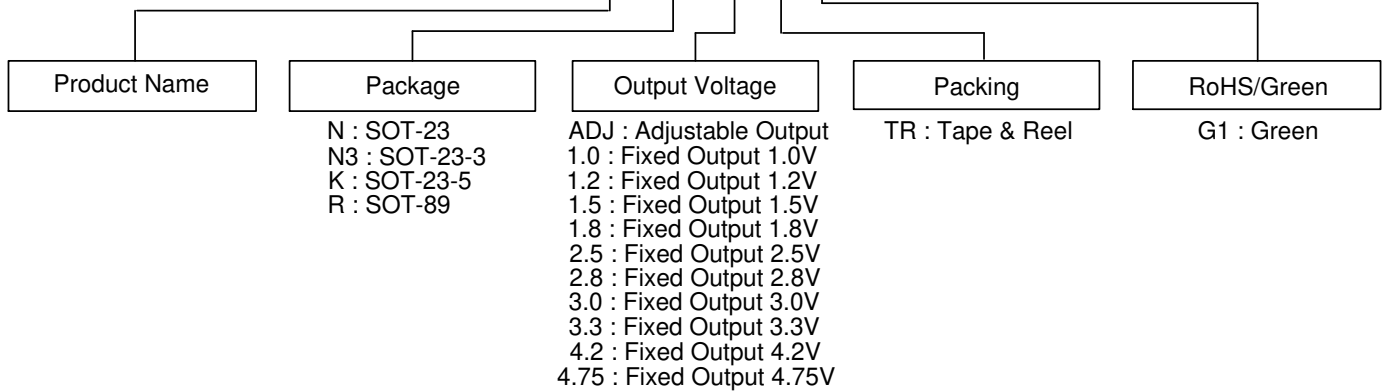 Product Name
Package
Output Voltage
Packing
RoHS/Green
N : SOT-23
N3 : SOT-23-3
K : SOT-23-5
R : SOT-89
ADJ : Adjustable Output
1.0 : Fixed Output 1.0V
1.2 : Fixed Output 1.2V
1.5 : Fixed Output 1.5V
1.8 : Fixed Output 1.8V
2.5 : Fixed Output 2.5V
2.8 : Fixed Output 2.8V
3.0 : Fixed Output 3.0V
3.3 : Fixed Output 3.3V
4.2 : Fixed Output 4.2V
4.75 : Fixed Output 4.75V
TR : Tape & Reel
G1 : Green